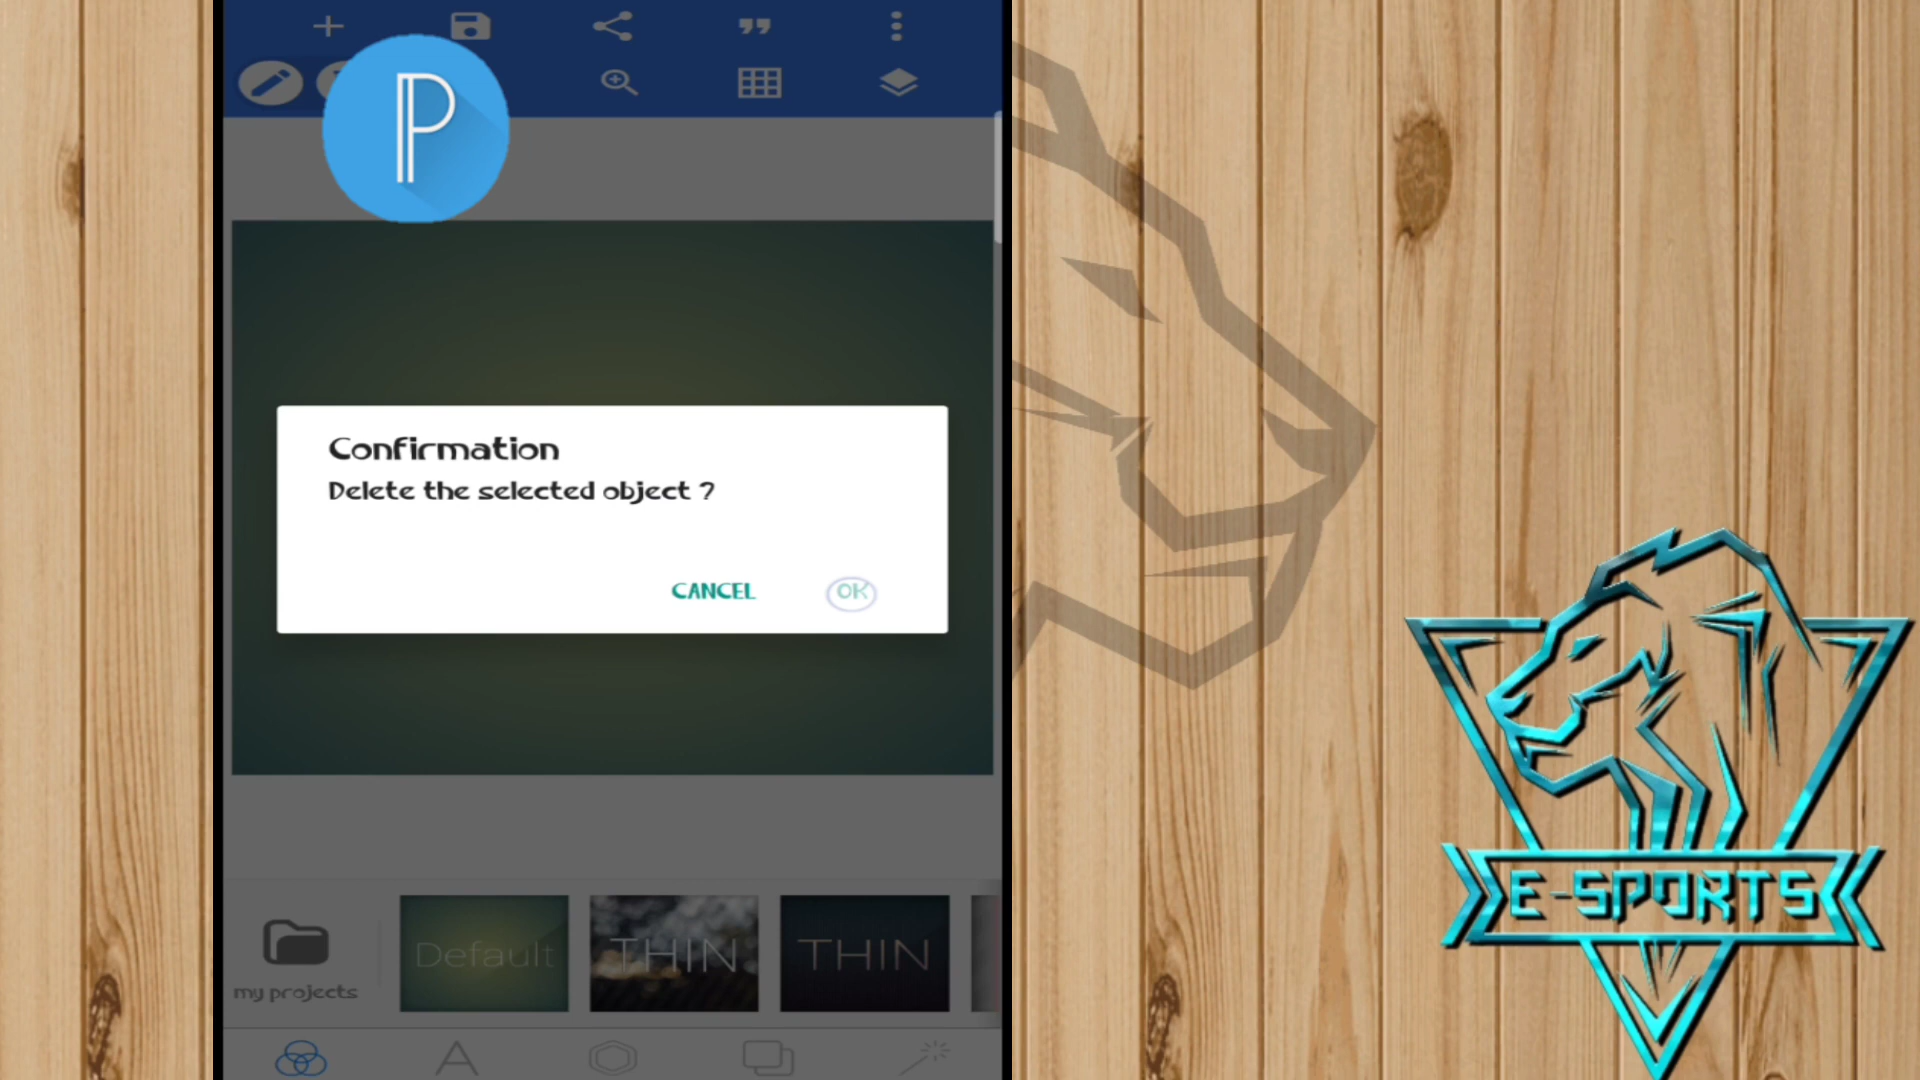 Confirmation
Delete the selected object ?
CANCEL
OK
my projects
Default
THIN
THIN
E-SPORTS